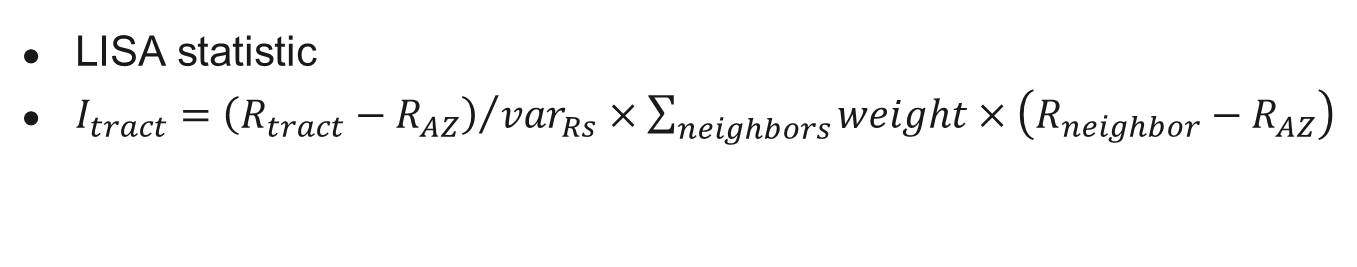 • LISA statistic
• I_tract = (R_tract − R_AZ)/var_Rs × ∑_neighbors weight × (R_neighbor − R_AZ)